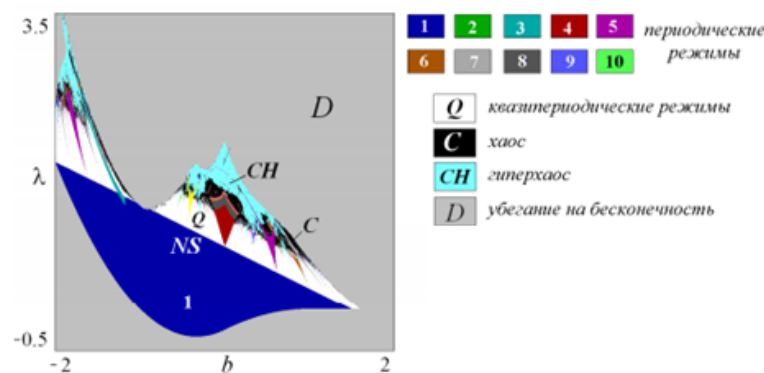 3.5
λ
-0.5
-2
b
2
D
CH
Q
C
NS
1
1 2 3 4 5 периодические
6 7 8 9 10 режимы
Q квазипериодические режимы
C хаос
CH гиперхаос
D убегание на бесконечность